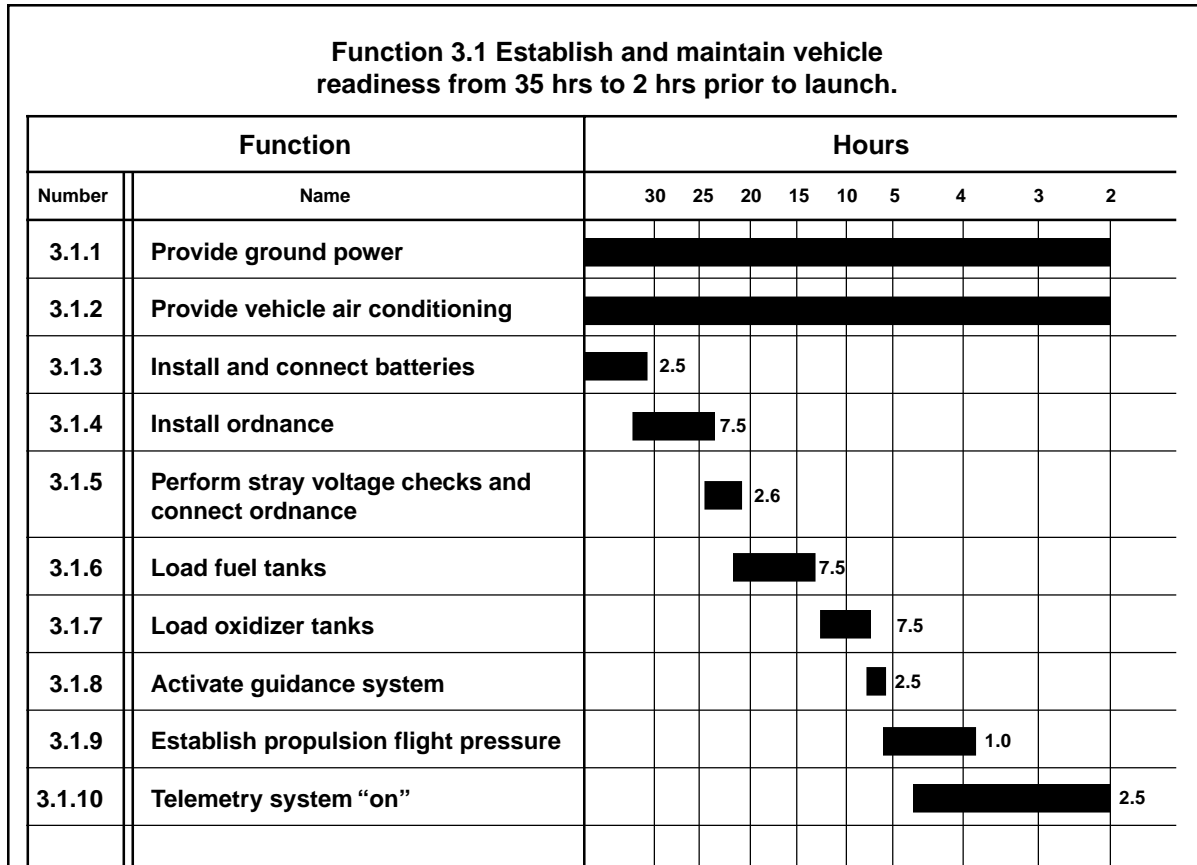 Function 3.1 Establish and maintain vehicle
readiness from 35 hrs to 2 hrs prior to launch.
Function Hours
Number Name 30 25 20 15 10 5 4 3 2
3.1.1 Provide ground power
3.1.2 Provide vehicle air conditioning
3.1.3 Install and connect batteries 2.5
3.1.4 Install ordnance 7.5
3.1.5 Perform stray voltage checks and
connect ordnance 2.6
3.1.6 Load fuel tanks 7.5
3.1.7 Load oxidizer tanks 7.5
3.1.8 Activate guidance system 2.5
3.1.9 Establish propulsion flight pressure 1.0
3.1.10 Telemetry system “on” 2.5